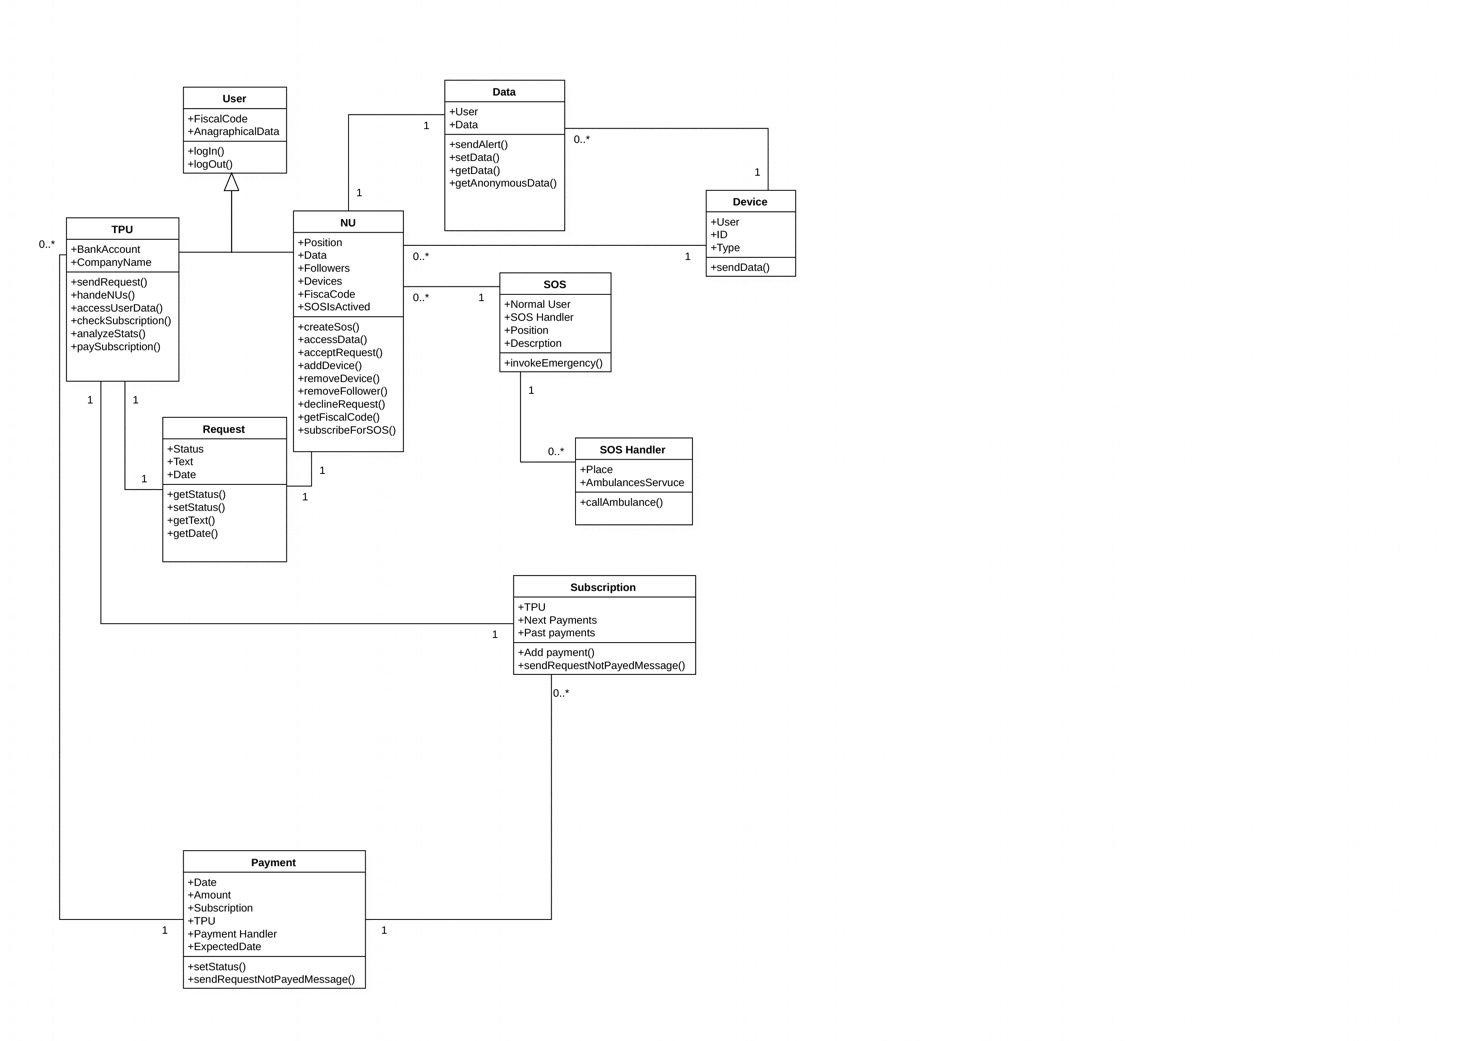 User
+FiscalCode
+AnagraphicalData
+logIn()
+logOut()
Data
+User
+Data
+sendAlert()
+setData()
+getData()
+getAnonymousData()
1
0..*
1
1
Device
+User
+ID
+Type
+sendData()
TPU
+BankAccount
+CompanyName
+sendRequest()
+handeNUs()
+accessUserData()
+checkSubscription()
+analyzeStats()
+paySubscription()
0..*
NU
+Position
+Data
+Followers
+Devices
+FiscaCode
+SOSIsActived
+createSos()
+accessData()
+acceptRequest()
+addDevice()
+removeDevice()
+removeFollower()
+declineRequest()
+getFiscalCode()
+subscribeForSOS()
0..*
1
0..*
1
SOS
+Normal User
+SOS Handler
+Position
+Descrption
+invokeEmergency()
1
0..*
SOS Handler
+Place
+AmbulancesServuce
+callAmbulance()
1
1
Request
+Status
+Text
+Date
+getStatus()
+setStatus()
+getText()
+getDate()
1
1
1
Subscription
+TPU
+Next Payments
+Past payments
+Add payment()
+sendRequestNotPayedMessage()
1
0..*
Payment
+Date
+Amount
+Subscription
+TPU
+Payment Handler
+ExpectedDate
+setStatus()
+sendRequestNotPayedMessage()
1
1